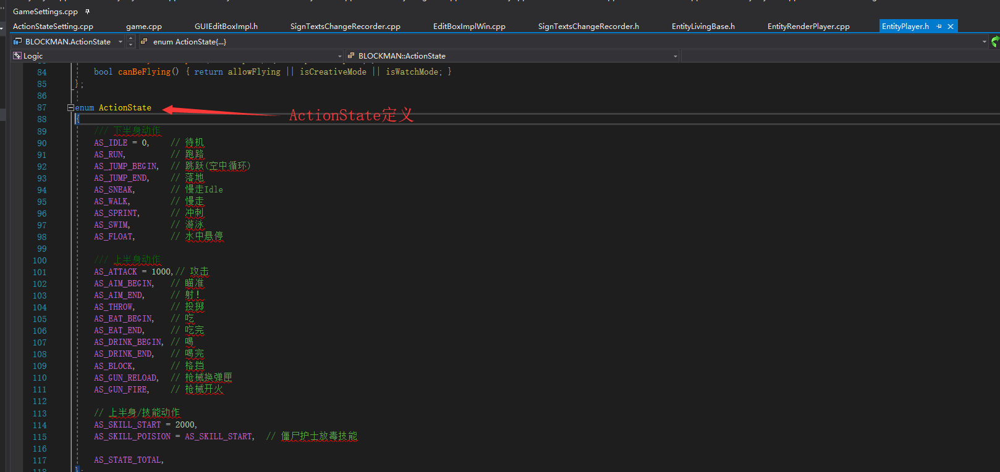 GameSettings.cpp
ActionStateSetting.cpp game.cpp GUIEditBoxImpl.h SignTextsChangeRecorder.cpp EditBoxImplWin.cpp SignTextsChangeRecorder.h EntityLivingBase.h EntityRenderPlayer.cpp EntityPlayer.h
BLOCKMAN.ActionState enum ActionState{...}
Logic BLOCKMAN::ActionState
84 bool canBeFlying() { return allowFlying || isCreativeMode || isWatchMode; }
85 };
86
87 enum ActionState
ActionState定义
88 {
89 /// 下半身动作
90 AS_IDLE = 0, // 待机
91 AS_RUN, // 跑路
92 AS_JUMP_BEGIN, // 跳跃(空中循环)
93 AS_JUMP_END, // 落地
94 AS_SNEAK, // 慢走Idle
95 AS_WALK, // 慢走
96 AS_SPRINT, // 冲刺
97 AS_SWIM, // 游泳
98 AS_FLOAT, // 水中悬停
99
100 /// 上半身动作
101 AS_ATTACK = 1000,// 攻击
102 AS_AIM_BEGIN, // 瞄准
103 AS_AIM_END, // 射!
104 AS_THROW, // 投掷
105 AS_EAT_BEGIN, // 吃
106 AS_EAT_END, // 吃完
107 AS_DRINK_BEGIN, // 喝
108 AS_DRINK_END, // 喝完
109 AS_BLOCK, // 格挡
110 AS_GUN_RELOAD, // 枪械换弹匣
111 AS_GUN_FIRE, // 枪械开火
112
113 // 上半身/技能动作
114 AS_SKILL_START = 2000,
115 AS_SKILL_POISION = AS_SKILL_START, // 僵尸护士放毒技能
116
117 AS_STATE_TOTAL,
118 };